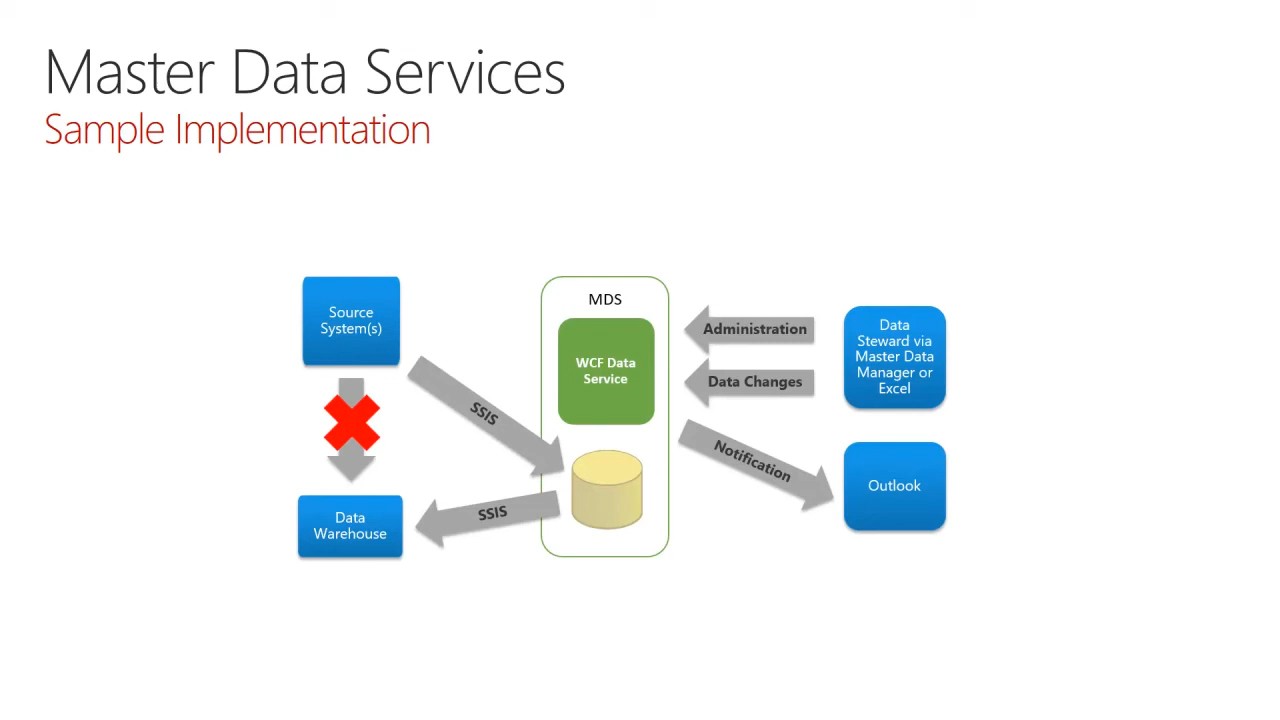 Master Data Services
Sample Implementation
Source
System(s)
SSIS
Data
Warehouse
SSIS
MDS
WCF Data
Service
Administration
Data Changes
Notification
Data
Steward via
Master Data
Manager or
Excel
Outlook